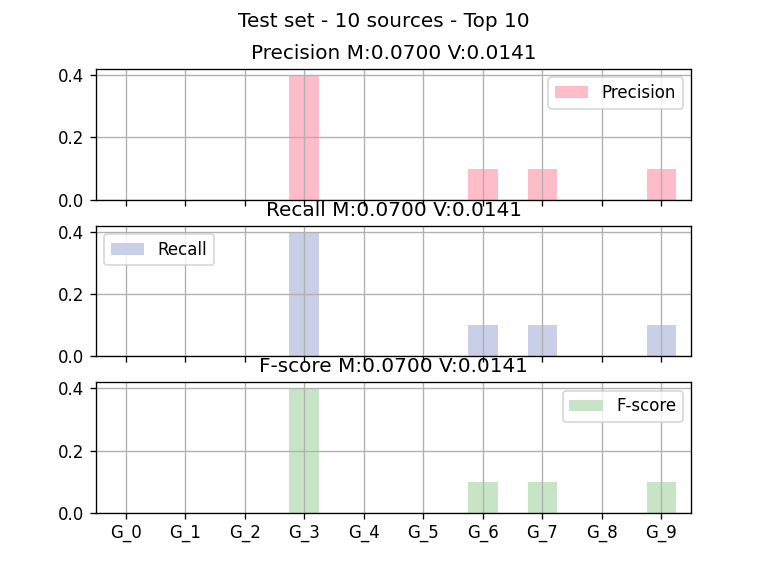 Test set - 10 sources - Top 10
Precision M:0.0700 V:0.0141
0.4
0.2
0.0
Precision
Recall M:0.0700 V:0.0141
0.4
0.2
0.0
Recall
F-score M:0.0700 V:0.0141
0.4
0.2
0.0
F-score
G_0 G_1 G_2 G_3 G_4 G_5 G_6 G_7 G_8 G_9